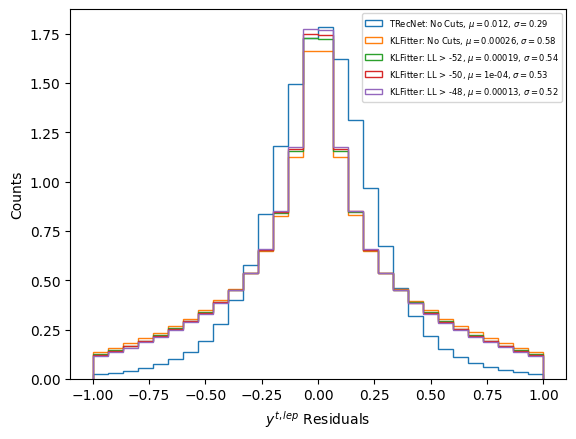 TRecNet: No Cuts, μ = 0.012, σ = 0.29
KLFitter: No Cuts, μ = 0.00026, σ = 0.58
KLFitter: LL > -52, μ = 0.00019, σ = 0.54
KLFitter: LL > -50, μ = 1e-04, σ = 0.53
KLFitter: LL > -48, μ = 0.00013, σ = 0.52
Counts
1.75
1.50
1.25
1.00
0.75
0.50
0.25
0.00
−1.00 −0.75 −0.50 −0.25 0.00 0.25 0.50 0.75 1.00
y^{t,lep} Residuals